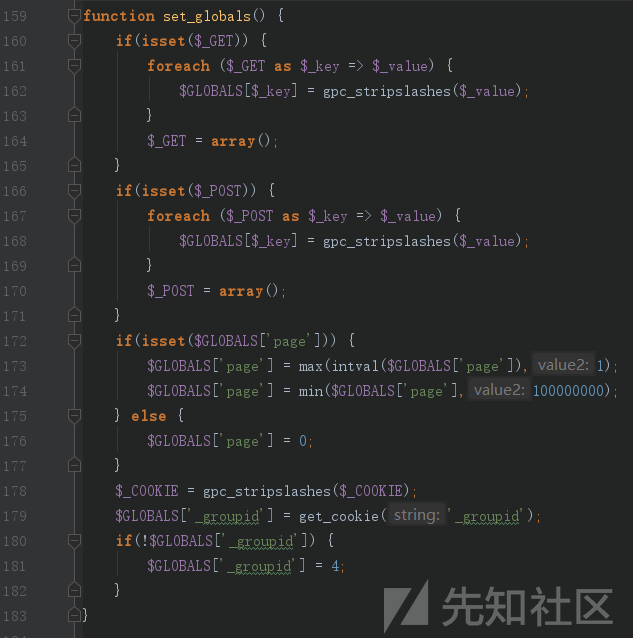 159 function set_globals() {
160 if(isset($_GET)) {
161 foreach ($_GET as $_key => $_value) {
162 $GLOBALS[$_key] = gpc_stripslashes($_value);
163 }
164 $_GET = array();
165 }
166 if(isset($_POST)) {
167 foreach ($_POST as $_key => $_value) {
168 $GLOBALS[$_key] = gpc_stripslashes($_value);
169 }
170 $_POST = array();
171 }
172 if(isset($GLOBALS['page'])) {
173 $GLOBALS['page'] = max(intval($GLOBALS['page']), value2: 1);
174 $GLOBALS['page'] = min($GLOBALS['page'], value2: 100000000);
175 } else {
176 $GLOBALS['page'] = 0;
177 }
178 $_COOKIE = gpc_stripslashes($_COOKIE);
179 $GLOBALS['_groupid'] = get_cookie( string: '_groupid');
180 if(!$GLOBALS['_groupid']) {
181 $GLOBALS['_groupid'] = 4;
182 }
183 }
先知社区